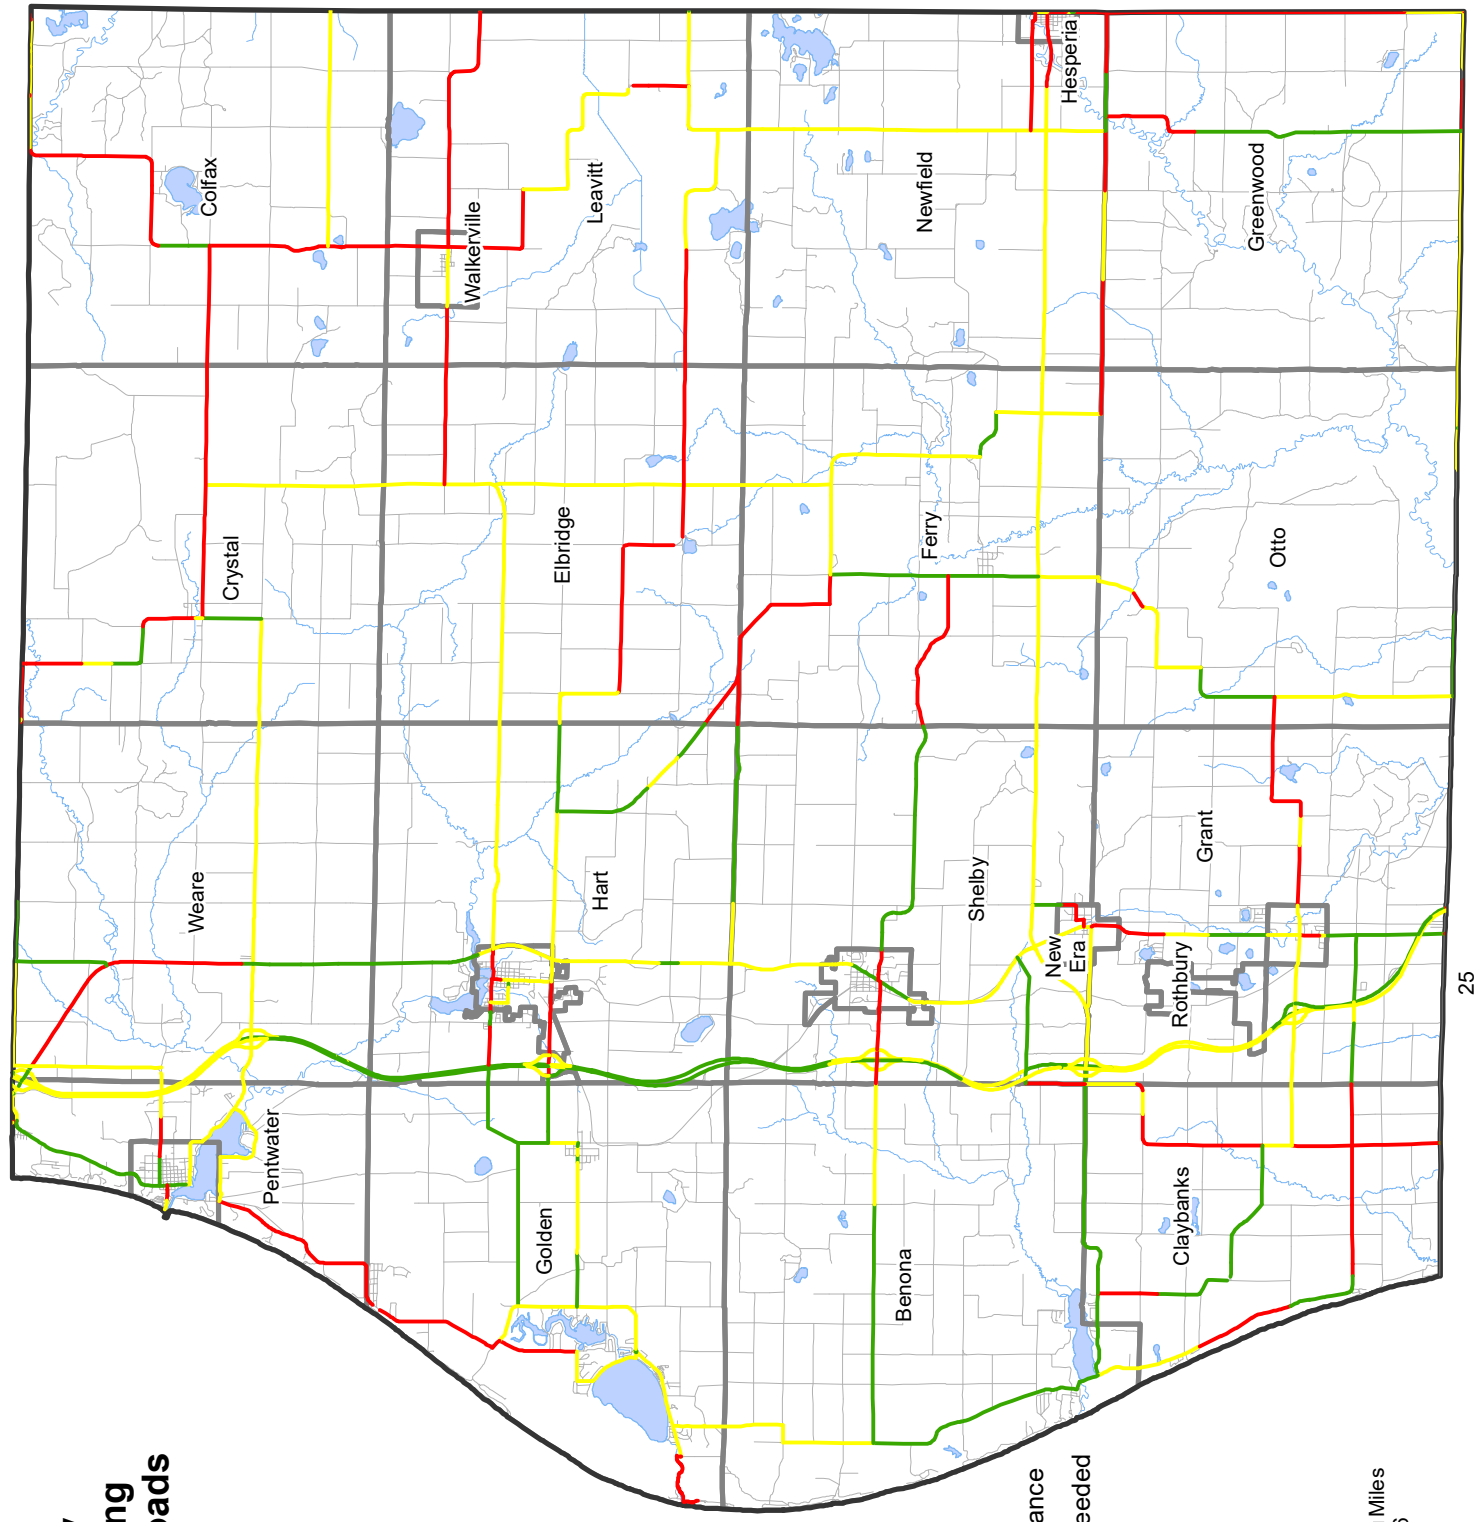 ng
oads
Colfax
Walkerville
Leavitt
Newfield
Hesperia
Greenwood
Crystal
Elbridge
Ferry
Otto
Weare
Hart
Shelby
New
Era
Grant
Rothbury
Pentwater
Golden
Benona
Claybanks
ance
eeded
Miles
25